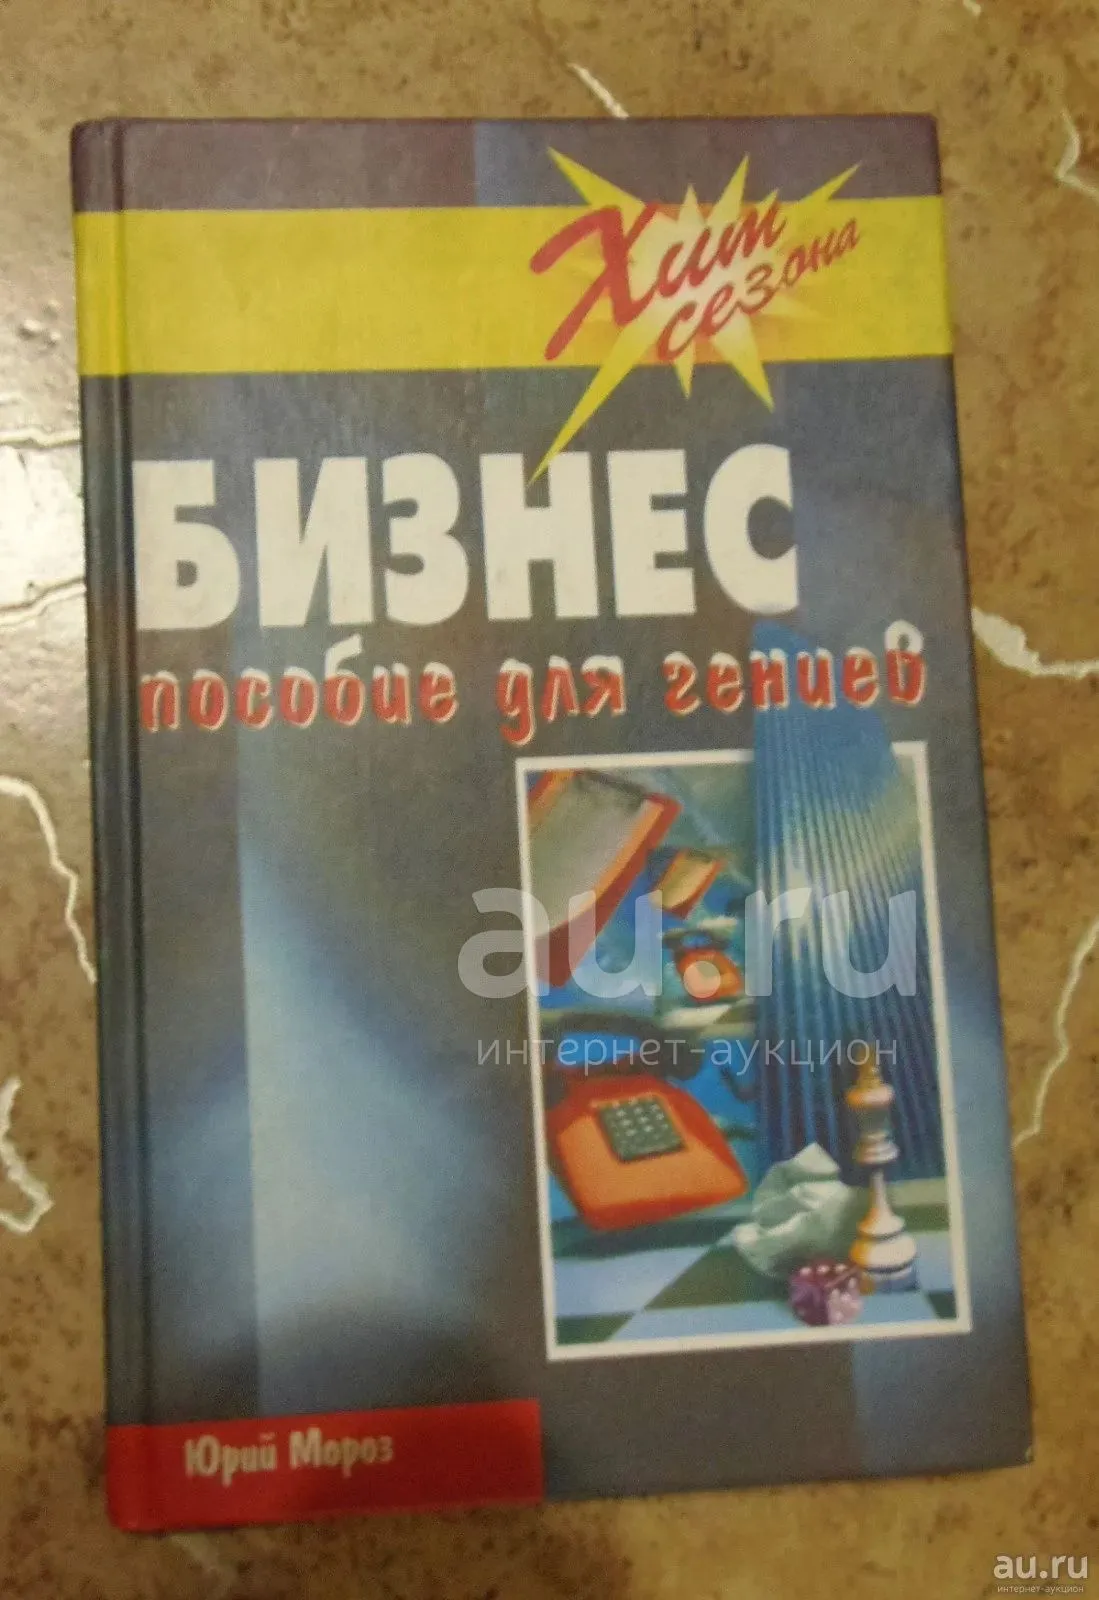 Хит
сезона
БИЗНЕС
пособие для гениев
au.ru
интернет-аукцион
Юрий Мороз
au.ru
интернет-аукцион